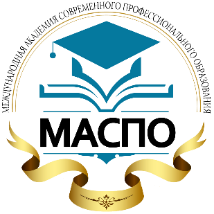 МЕЖДУНАРОДНАЯ АКАДЕМИЯ СОВРЕМЕННОГО ПРОФЕССИОНАЛЬНОГО ОБРАЗОВАНИЯ
МАСПО